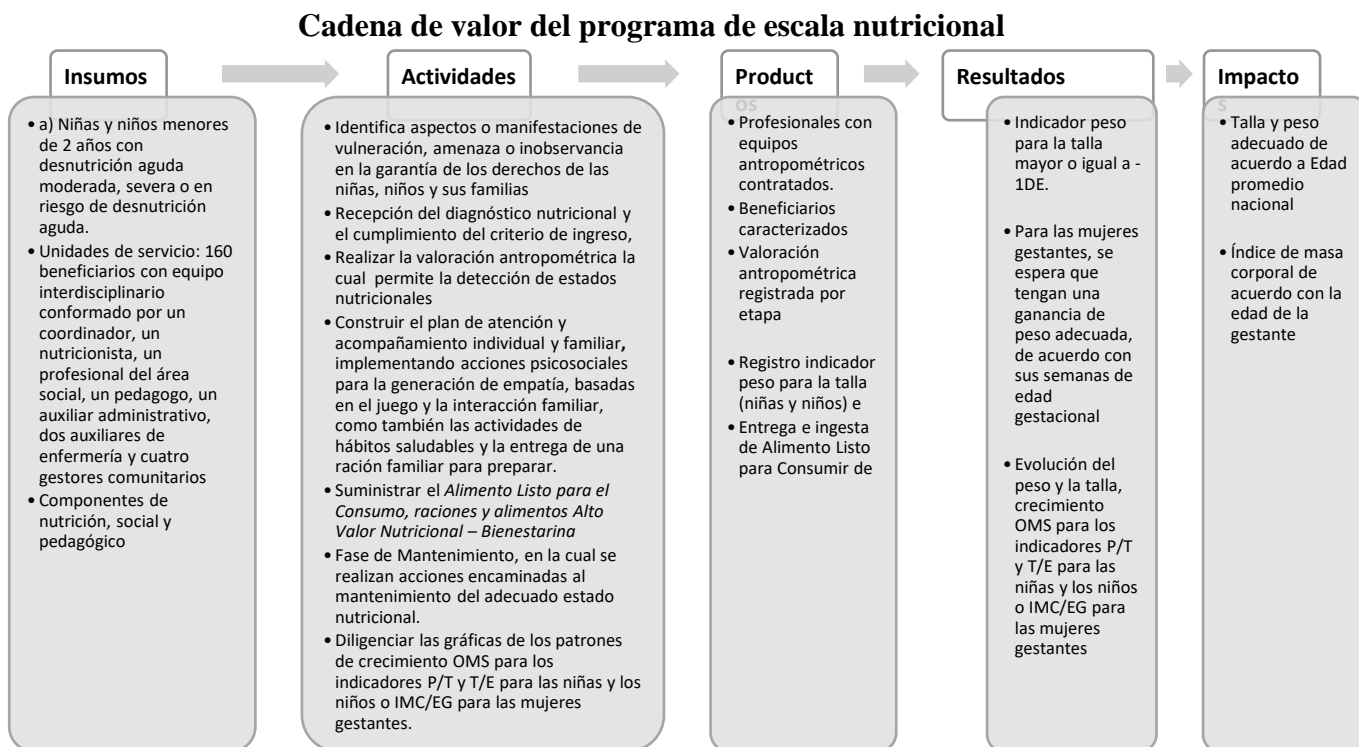 Cadena de valor del programa de escala nutricional
Insumos
• a) Niñas y niños menores
de 2 años con
desnutrición aguda
moderada, severa o en
riesgo de desnutrición
aguda.
• Unidades de servicio: 160
beneficiarios con equipo
interdisciplinario
conformado por un
coordinador, un
nutricionista, un
profesional del área
social, un pedagogo, un
auxiliar administrativo,
dos auxiliares de
enfermería y cuatro
gestores comunitarios
• Componentes de
nutrición, social y
pedagógico
Actividades
• Identifica aspectos o manifestaciones de
vulneración, amenaza o inobservancia
en la garantía de los derechos de las
niñas, niños y sus familias
• Recepción del diagnóstico nutricional y
el cumplimiento del criterio de ingreso,
• Realizar la valoración antropométrica la
cual permite la detección de estados
nutricionales
• Construir el plan de atención y
acompañamiento individual y familiar,
implementando acciones psicosociales
para la generación de empatía, basadas
en el juego y la interacción familiar,
como también las actividades de
hábitos saludables y la entrega de una
ración familiar para preparar.
• Suministrar el Alimento Listo para el
Consumo, raciones y alimentos Alto
Valor Nutricional – Bienestarina
• Fase de Mantenimiento, en la cual se
realizan acciones encaminadas al
mantenimiento del adecuado estado
nutricional.
• Diligenciar las gráficas de los patrones
de crecimiento OMS para los
indicadores P/T y T/E para las niñas y los
niños o IMC/EG para las mujeres
gestantes.
Product
os
• Profesionales con
equipos
antropométricos
contratados.
• Beneficiarios
caracterizados
• Valoración
antropométrica
registrada por
etapa
• Registro indicador
peso para la talla
(niñas y niños) e
• Entrega e ingesta
de Alimento Listo
para Consumir de
Resultados
• Indicador peso
para la talla
mayor o igual a -
1DE.
• Para las mujeres
gestantes, se
espera que
tengan una
ganancia de
peso adecuada,
de acuerdo con
sus semanas de
edad
gestacional
• Evolución del
peso y la talla,
crecimiento
OMS para los
indicadores P/T
y T/E para las
niñas y los niños
o IMC/EG para
las mujeres
gestantes
Impacto
s
• Talla y peso
adecuado de
acuerdo a Edad
promedio
nacional
• Índice de masa
corporal de
acuerdo con la
edad de la
gestante